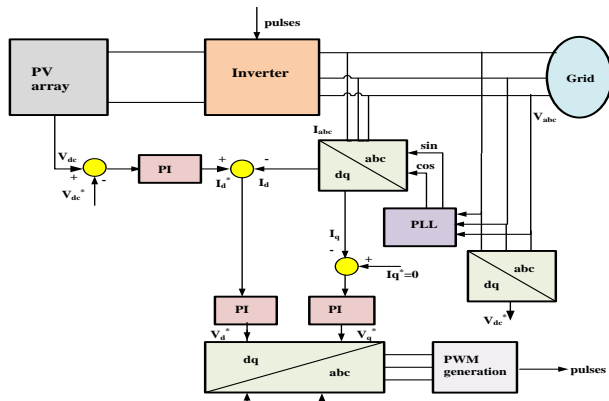 pulses
PV
array
Inverter
Grid
V_abc
I_abc
sin
cos
abc
dq
V_dc
+
-
V_dc*
PI
+
I_d*
-
I_d
PLL
I_q
-
+
Iq*=0
abc
dq
V_dc*
PI
PI
V_d*
V_q*
dq
abc
PWM
generation
pulses